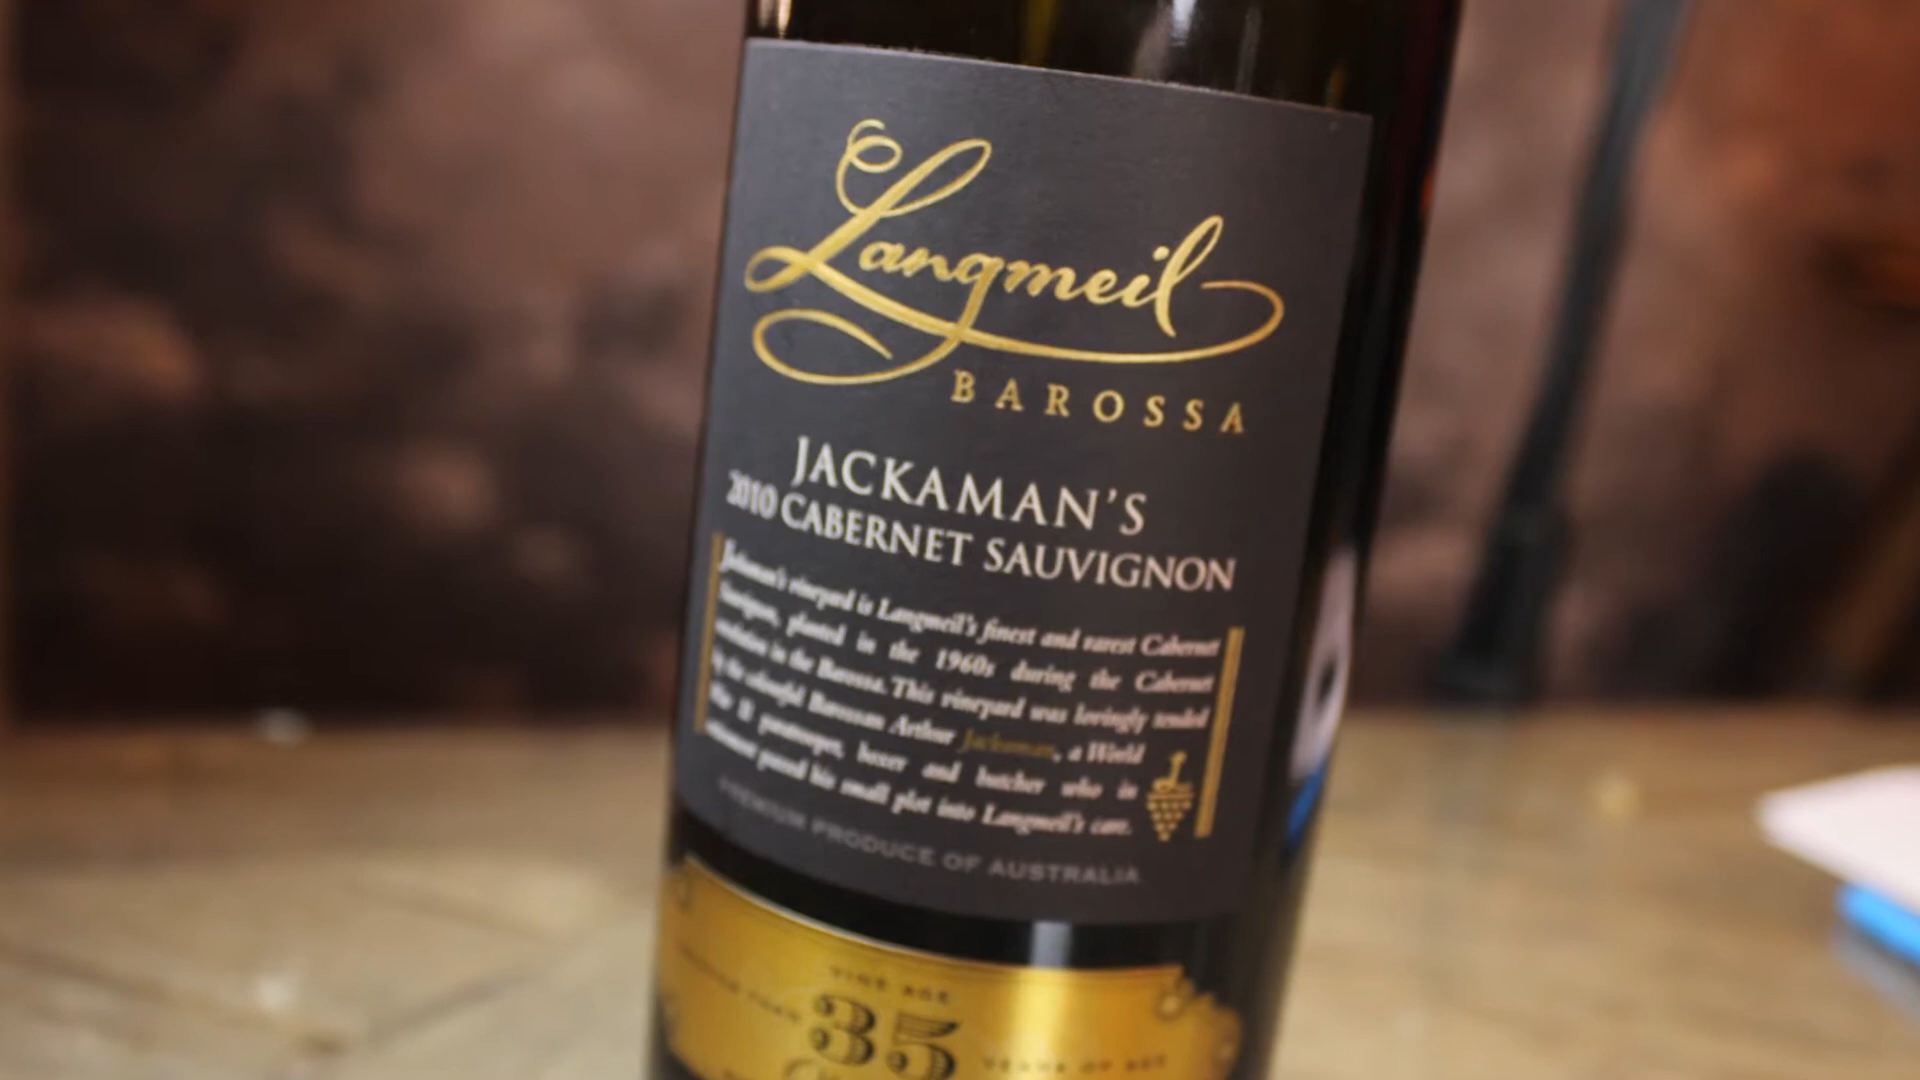 Langmeil
BAROSSA
JACKAMAN'S
2010 CABERNET SAUVIGNON
Jackaman's vineyard is Langmeil's finest and rarest Cabernet
Sauvignon, planted in the 1960s during the Cabernet
revolution in the Barossa. This vineyard was lovingly tended
by the colourful Barossan Arthur Jackaman, a World
War II paratrooper, boxer and butcher who in
retirement passed his small plot into Langmeil's care.
PREMIUM PRODUCE OF AUSTRALIA
VINE AGE
35
YEARS OF AGE